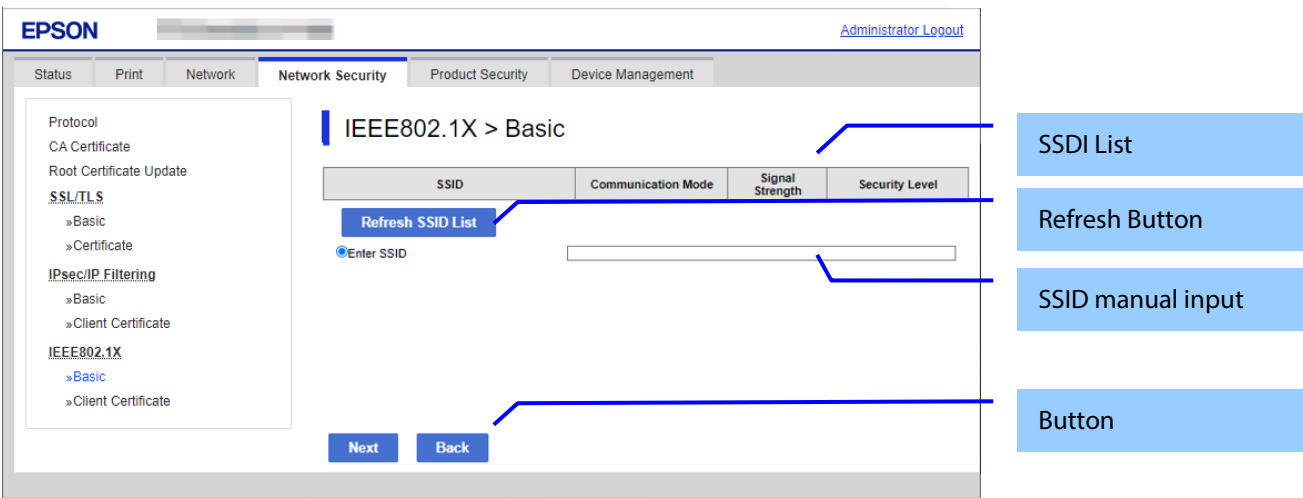 EPSON
Administrator Logout
Status Print Network Network Security Product Security Device Management
Protocol
CA Certificate
Root Certificate Update
SSL/TLS
»Basic
»Certificate
IPsec/IP Filtering
»Basic
»Client Certificate
IEEE802.1X
»Basic
»Client Certificate
IEEE802.1X > Basic
SSID Communication Mode Signal Strength Security Level
Refresh SSID List
Enter SSID
Next Back
SSDI List
Refresh Button
SSID manual input
Button